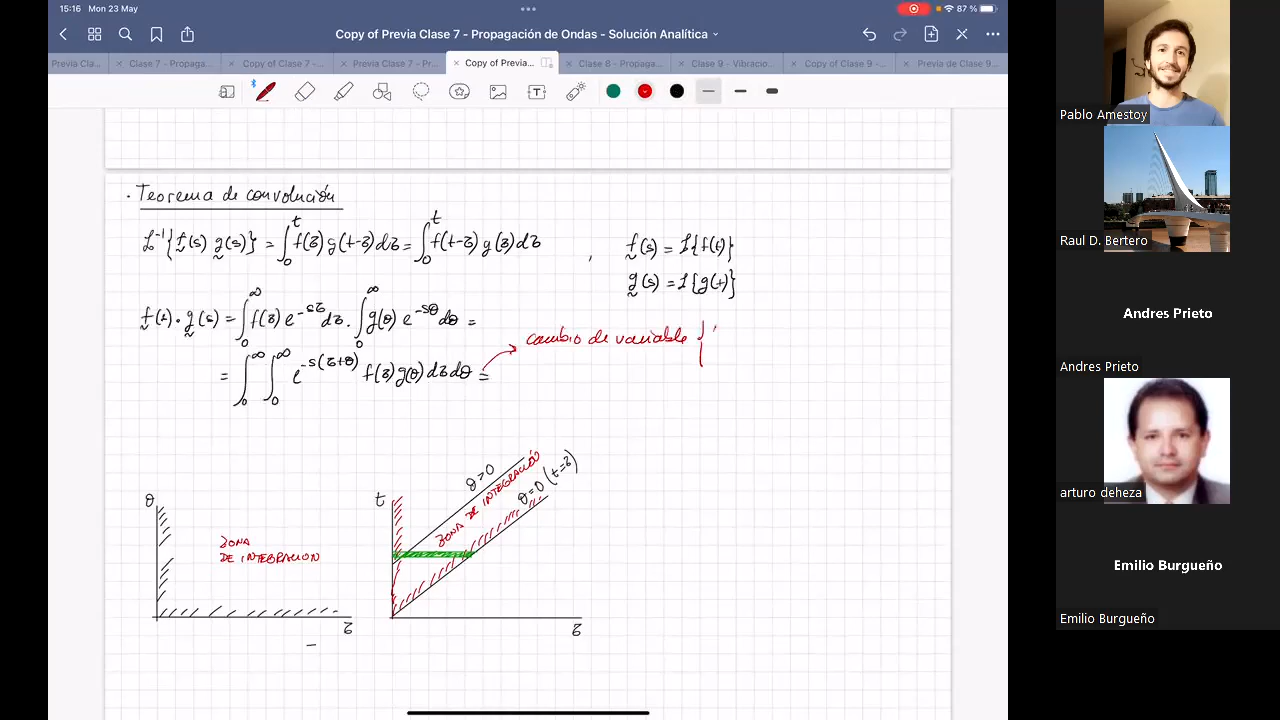 15:16 Mon 23 May
87 %
Copy of Previa Clase 7 - Propagación de Ondas - Solución Analítica
Previa Cla...
Clase 7 - Propaga...
Copy of Clase 7 -...
Previa Clase 7 - Pr...
Copy of Previa...
Clase 8 - Propaga...
Clase 9 - Vibracio...
Copy of Clase 9 -...
Previa de Clase 9...
· Teorema de convolución
ℒ⁻¹{f(s) g(s)} = ∫₀ᵗ f(τ) g(t-τ)dτ = ∫₀ᵗ f(t-τ) g(τ)dτ , f(s) = ℒ{f(t)}
g(s) = ℒ{g(t)}
f(s) · g(s) = ∫₀^∞ f(τ) e^-sτ dτ · ∫₀^∞ g(θ) e^-sθ dθ =
cambio de variable {
= ∫₀^∞ ∫₀^∞ e^-s(τ+θ) f(τ) g(θ) dτ dθ =
θ
ZONA
DE INTEGRACION
τ
t
θ>0
ZONA DE INTEGRACIÓN
θ=0 (t=τ)
τ
Pablo Amestoy
Raul D. Bertero
Andres Prieto
Andres Prieto
arturo deheza
Emilio Burgueño
Emilio Burgueño